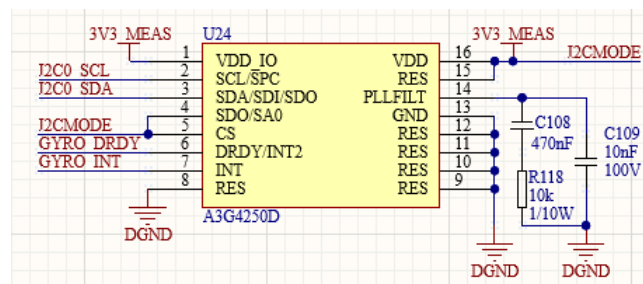 3V3_MEAS U24 3V3_MEAS
1 VDD_IO VDD 16 I2CMODE
I2C0_SCL 2 SCL/SPC RES 15
I2C0_SDA 3 SDA/SDI/SDO PLLFILT 14
4 SDO/SA0 GND 13
I2CMODE 5 CS RES 12
GYRO_DRDY 6 DRDY/INT2 RES 11
GYRO_INT 7 INT RES 10
8 RES RES 9
C108
470nF
C109
10nF
100V
R118
10k
1/10W
A3G4250D
DGND DGND DGND